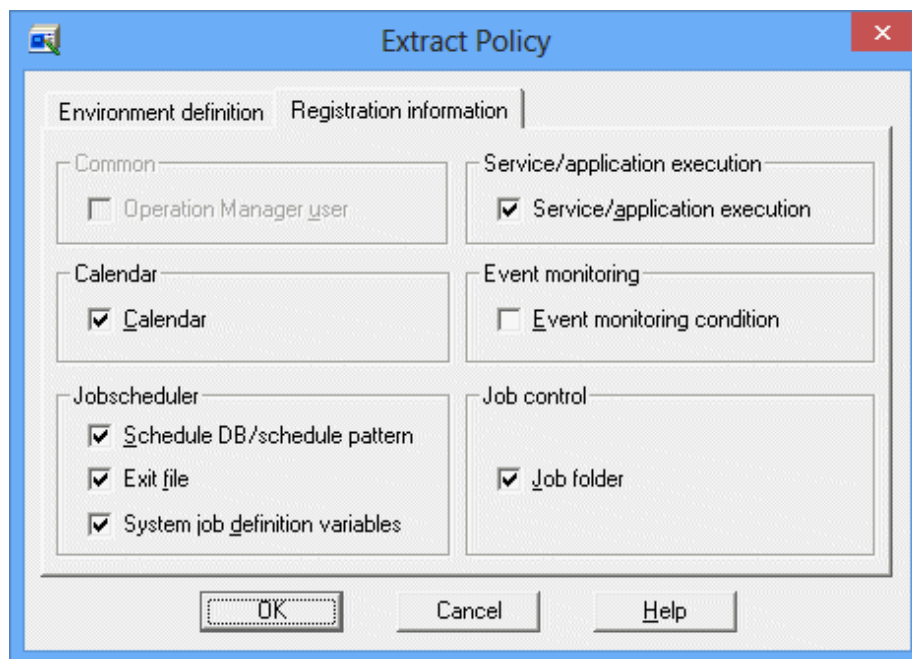 Extract Policy
Environment definition
Registration information
Common
Operation Manager user
Service/application execution
Service/application execution
Calendar
Calendar
Event monitoring
Event monitoring condition
Jobscheduler
Schedule DB/schedule pattern
Exit file
System job definition variables
Job control
Job folder
OK
Cancel
Help